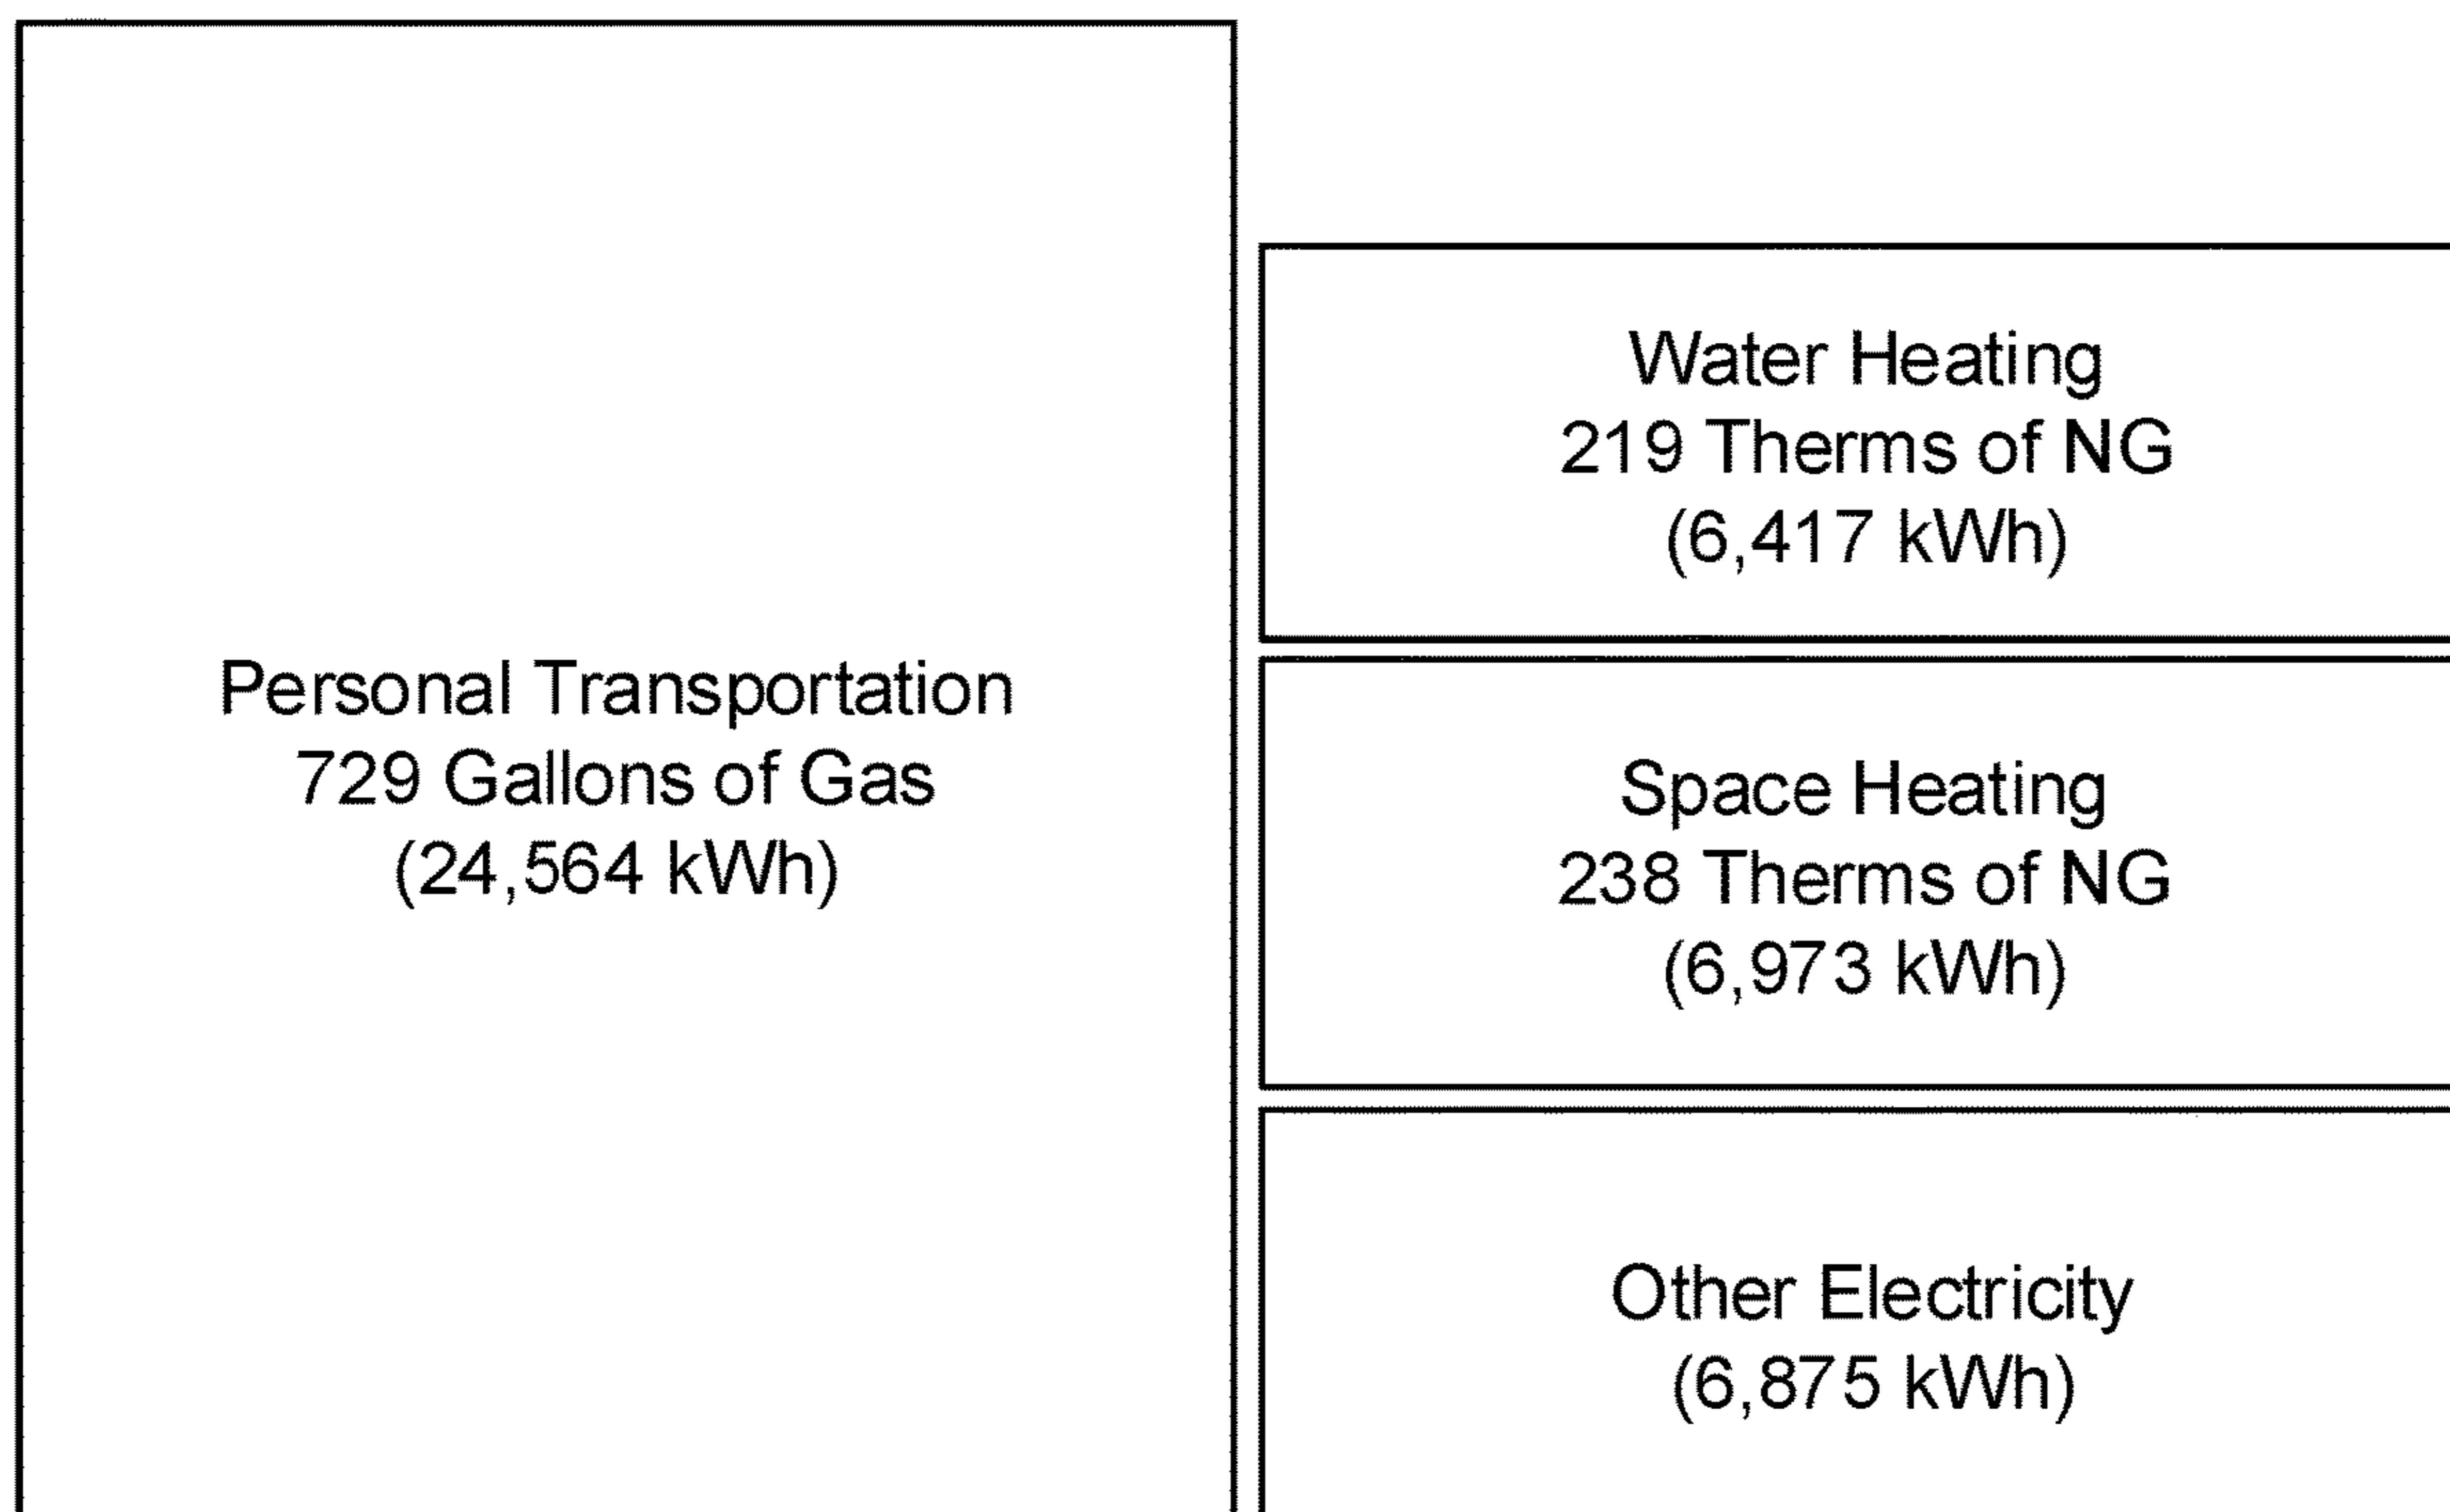 Personal Transportation
729 Gallons of Gas
(24,564 kWh)
Water Heating
219 Therms of NG
(6,417 kWh)
Space Heating
238 Therms of NG
(6,973 kWh)
Other Electricity
(6,875 kWh)